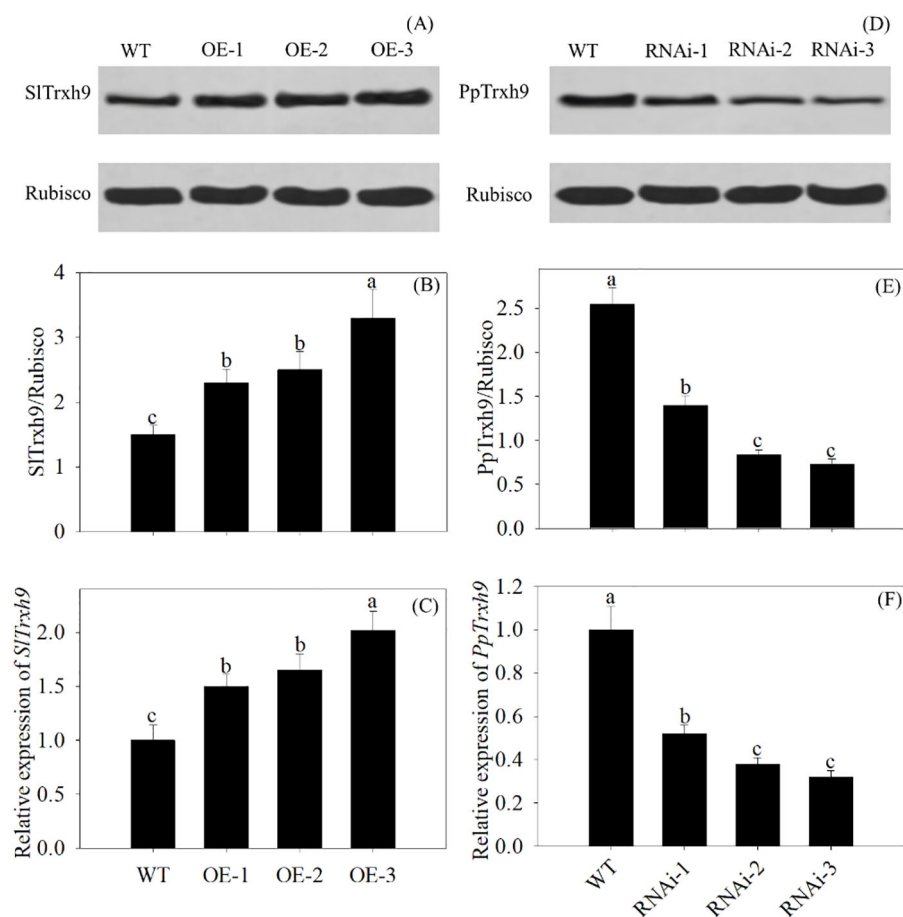 (A)
WT OE-1 OE-2 OE-3
SlTrxh9
Rubisco
(D)
WT RNAi-1 RNAi-2 RNAi-3
PpTrxh9
Rubisco
(B)
SlTrxh9/Rubisco
4
3
2
1
0
c b b a
(E)
PpTrxh9/Rubisco
2.5
2.0
1.5
1.0
0.5
0.0
a b c c
(C)
Relative expression of SlTrxh9
2.0
1.5
1.0
0.5
0.0
c b b a
WT OE-1 OE-2 OE-3
(F)
Relative expression of PpTrxh9
1.2
1.0
0.8
0.6
0.4
0.2
0.0
a b c c
WT RNAi-1 RNAi-2 RNAi-3